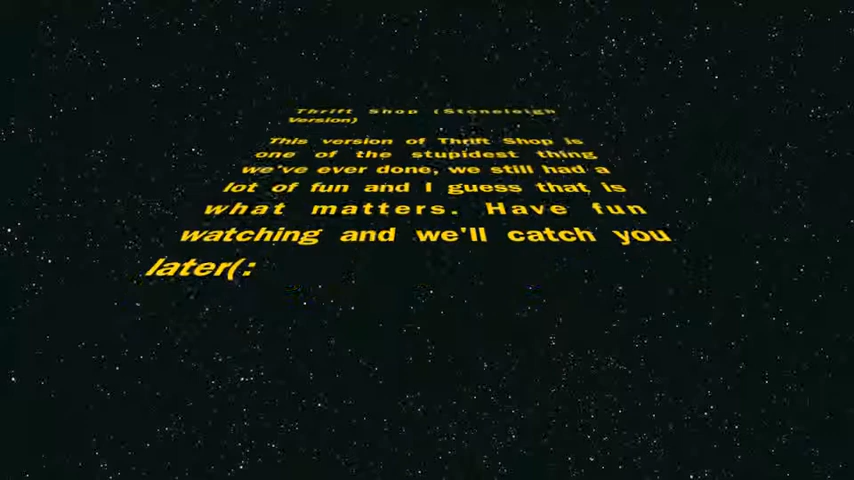 Thrift Shop (Stoneleigh
Version)
This version of Thrift Shop is
one of the stupidest thing
we've ever done, we still had a
lot of fun and I guess that is
what matters. Have fun
watching and we'll catch you
later(: